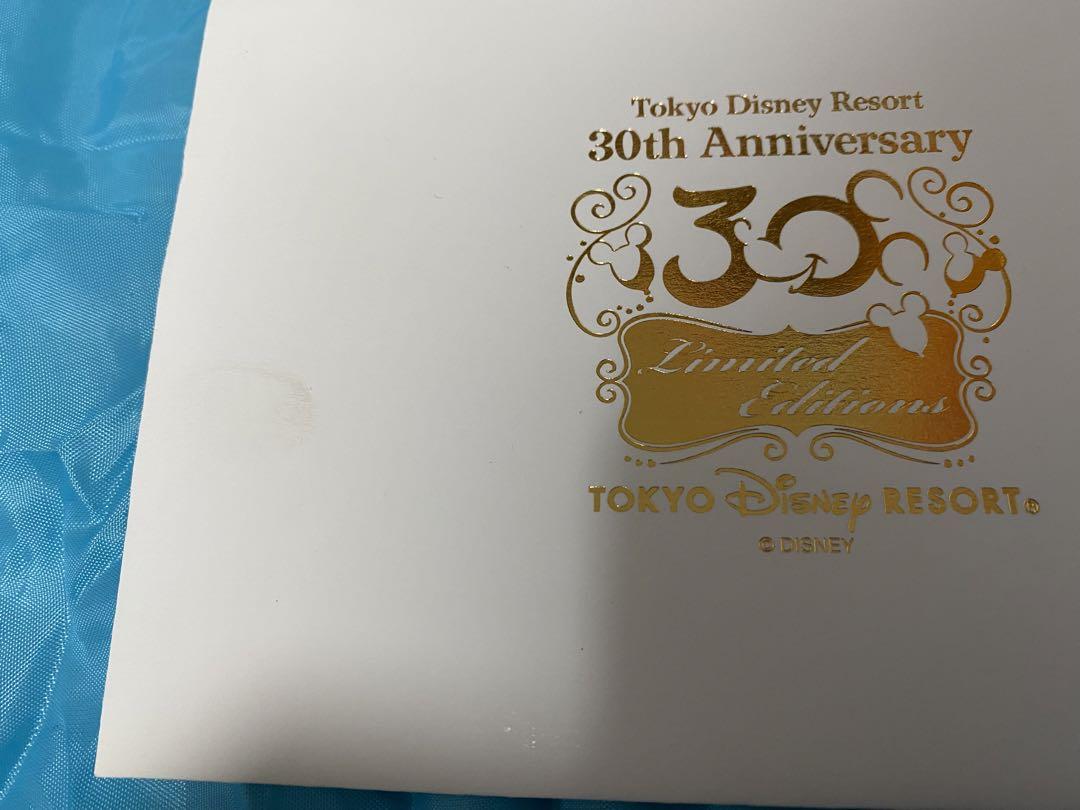 Tokyo Disney Resort
30th Anniversary
30
Limited
Editions
TOKYO Disney RESORT®
© DISNEY